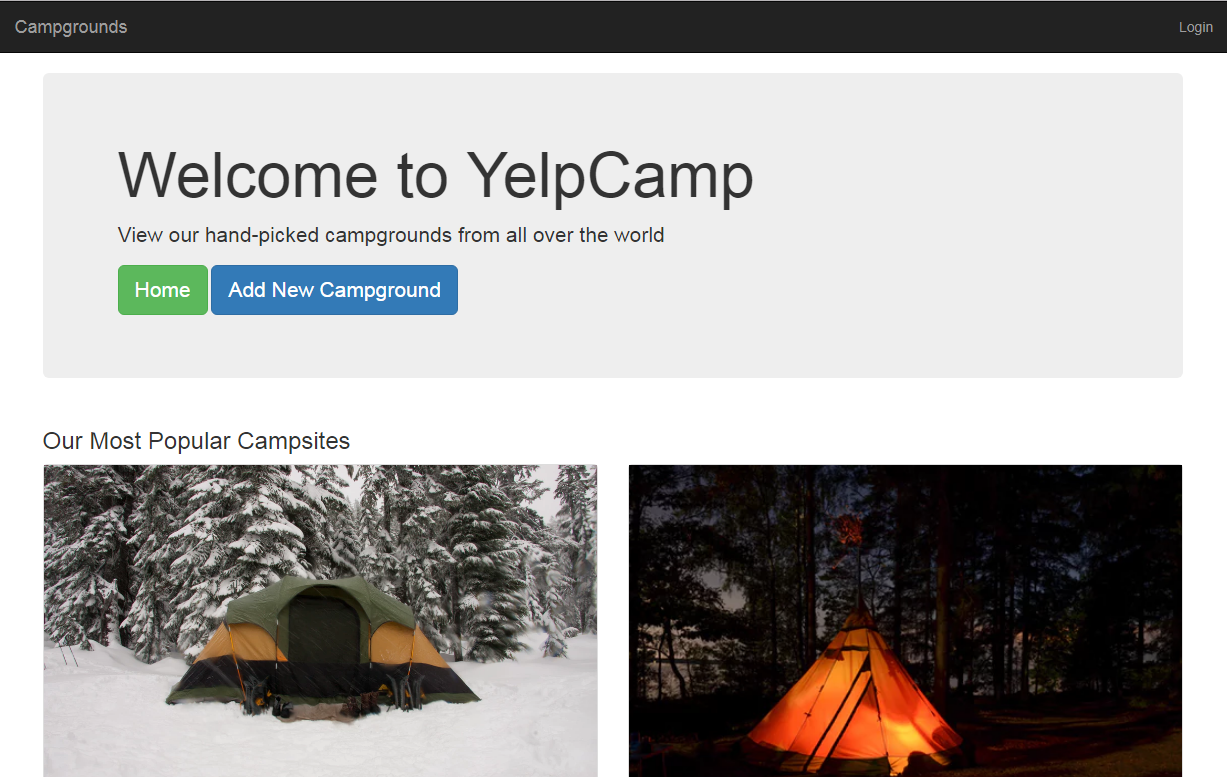 Campgrounds
Login
Welcome to YelpCamp
View our hand-picked campgrounds from all over the world
Home
Add New Campground
Our Most Popular Campsites